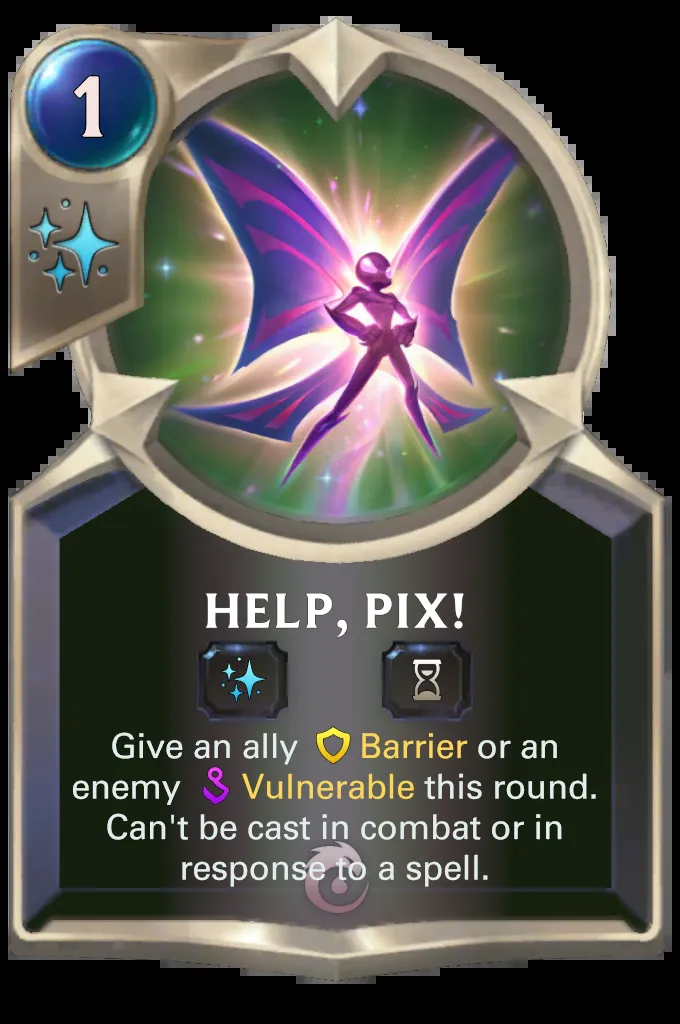 1
HELP, PIX!
Give an ally Barrier or an
enemy Vulnerable this round.
Can't be cast in combat or in
response to a spell.